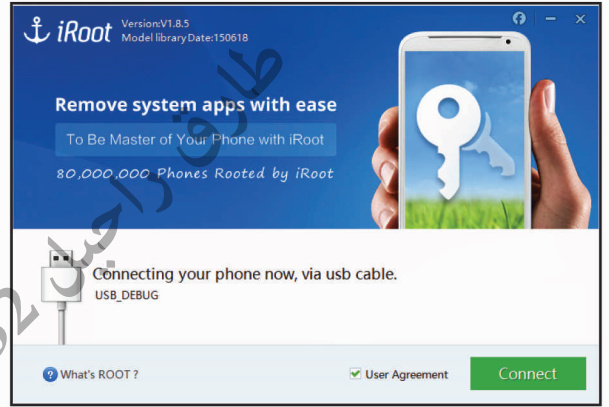 iRoot
Version:V1.8.5
Model library Date:150618
Remove system apps with ease
To Be Master of Your Phone with iRoot
80,000,000 Phones Rooted by iRoot
Connecting your phone now, via usb cable.
USB_DEBUG
What's ROOT ?
User Agreement
Connect
طارق راحيل